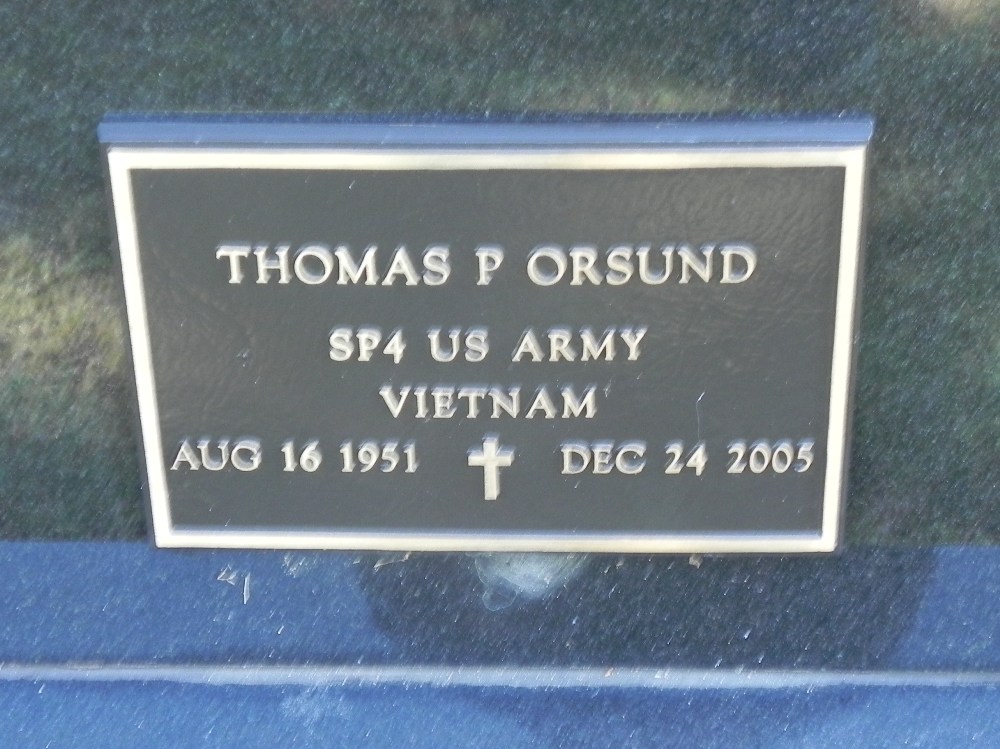 THOMAS P ORSUND
SP4 US ARMY
VIETNAM
AUG 16 1951 DEC 24 2005